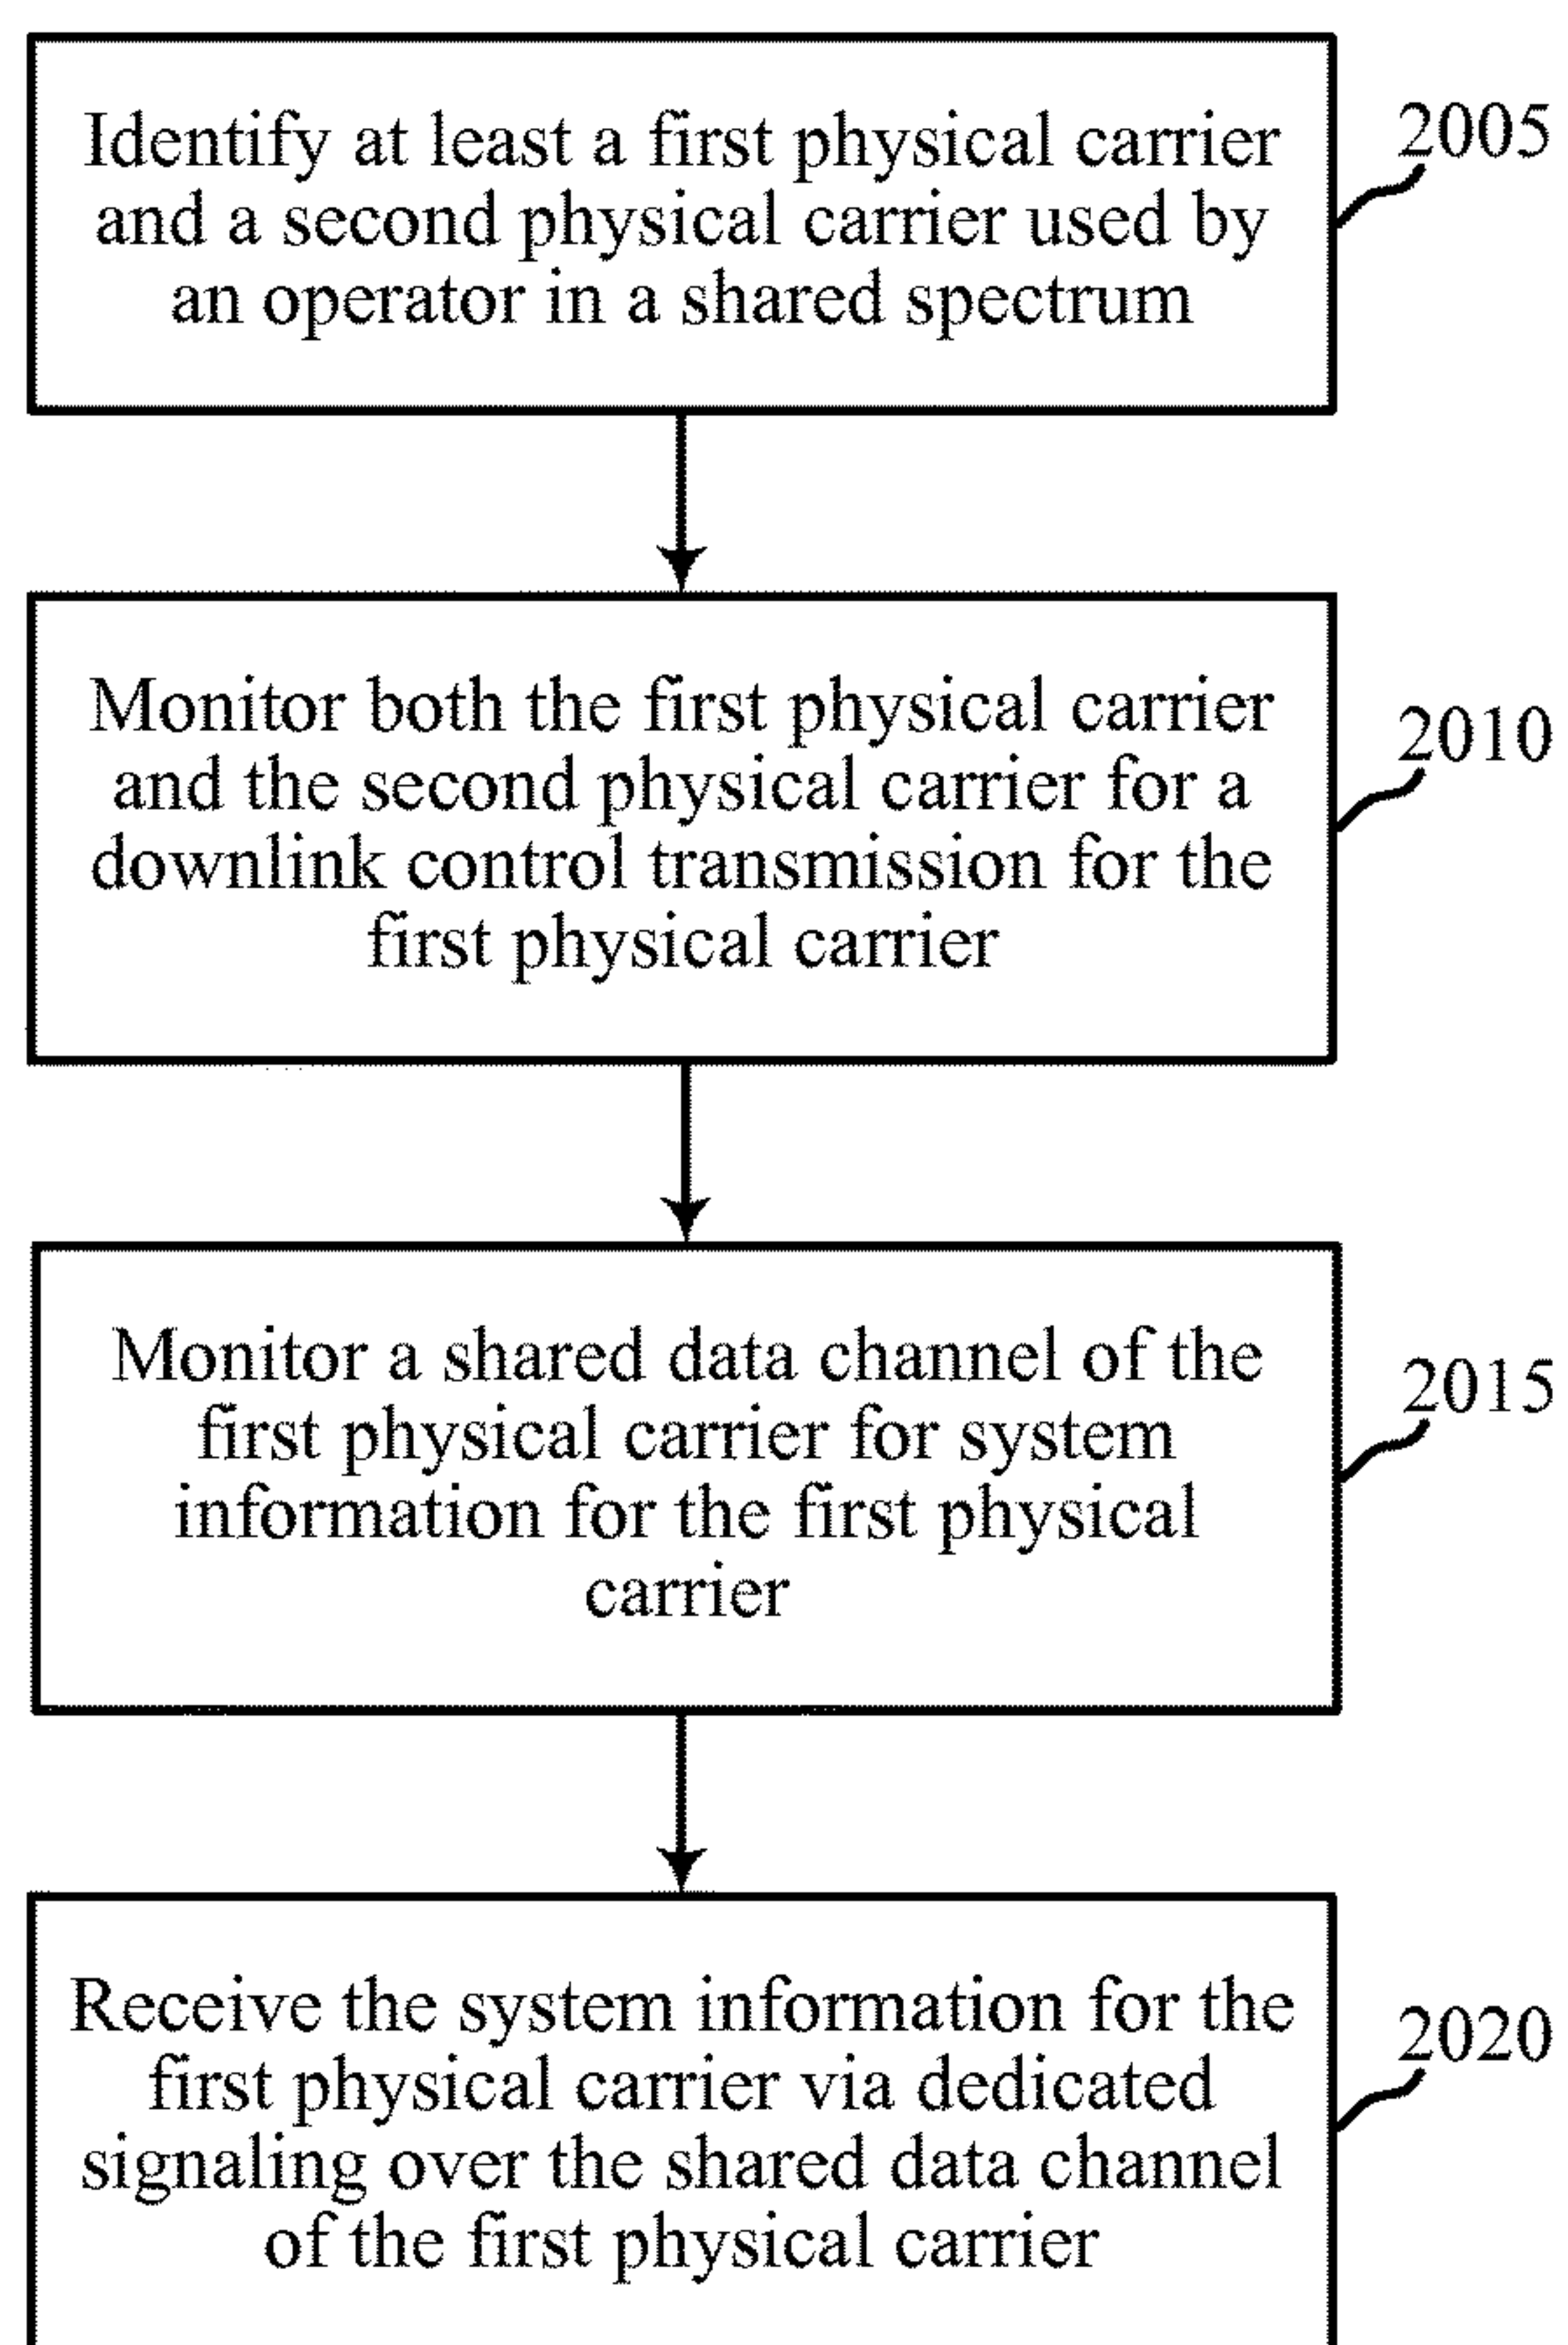 Identify at least a first physical carrier
and a second physical carrier used by
an operator in a shared spectrum
2005
Monitor both the first physical carrier
and the second physical carrier for a
downlink control transmission for the
first physical carrier
2010
Monitor a shared data channel of the
first physical carrier for system
information for the first physical
carrier
2015
Receive the system information for the
first physical carrier via dedicated
signaling over the shared data channel
of the first physical carrier
2020